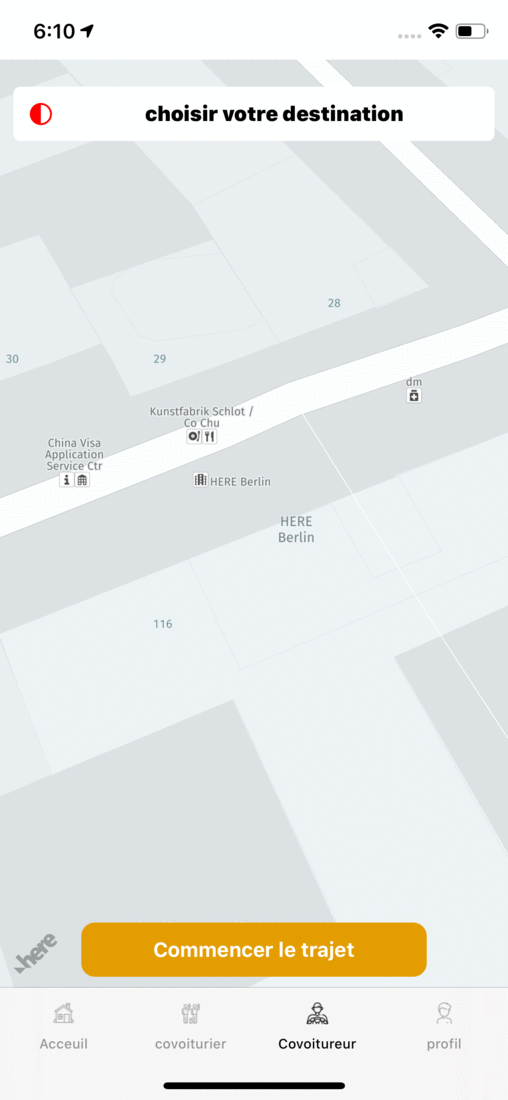 6:10
choisir votre destination
28
30
29
dm
Kunstfabrik Schlot /
Co Chu
China Visa
Application
Service Ctr
HERE Berlin
HERE
Berlin
116
here
Commencer le trajet
Acceuil
covoiturier
Covoitureur
profil